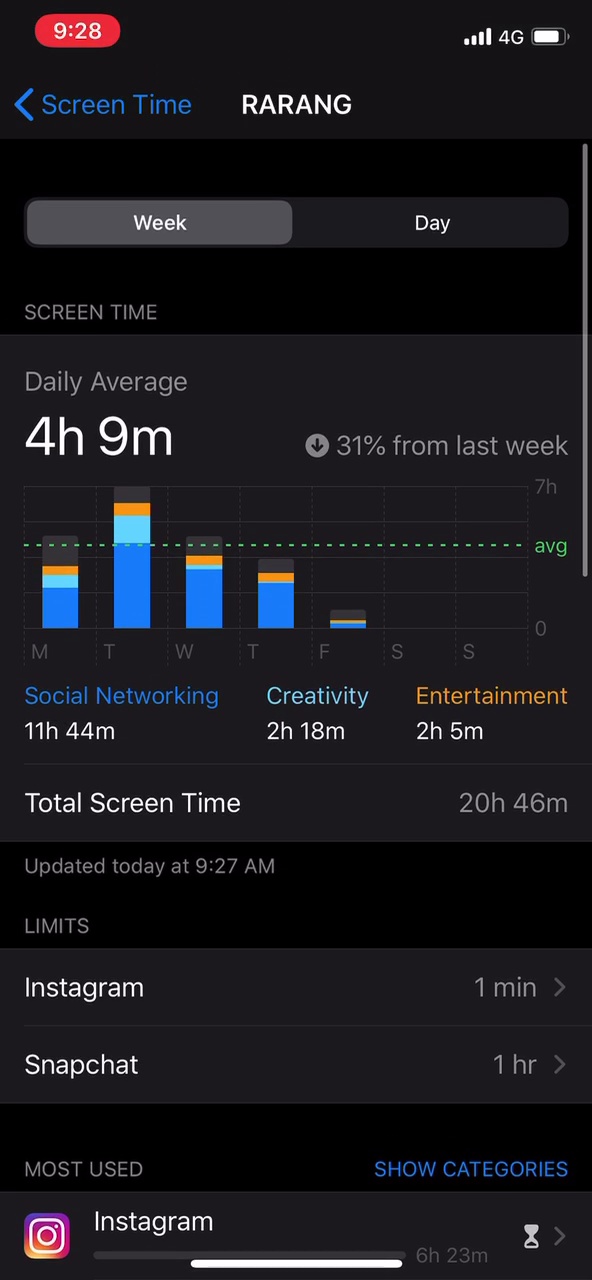 9:28
4G
Screen Time RARANG
Week Day
SCREEN TIME
Daily Average
4h 9m 31% from last week
7h
avg
0
M T W T F S S
Social Networking Creativity Entertainment
11h 44m 2h 18m 2h 5m
Total Screen Time 20h 46m
Updated today at 9:27 AM
LIMITS
Instagram 1 min
Snapchat 1 hr
MOST USED SHOW CATEGORIES
Instagram
6h 23m